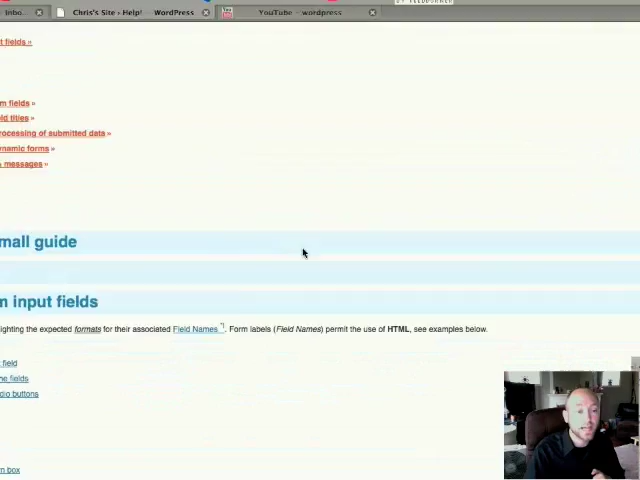 Inbo...
Chris's Site › Help! WordPress
YouTube - wordpress
t fields »
m fields »
ld titles »
rocessing of submitted data »
ynamic forms »
messages »
mall guide
m input fields
ighting the expected formats for their associated Field Names *]. Form labels (Field Names) permit the use of HTML, see examples below.
field
he fields
dio buttons
n box